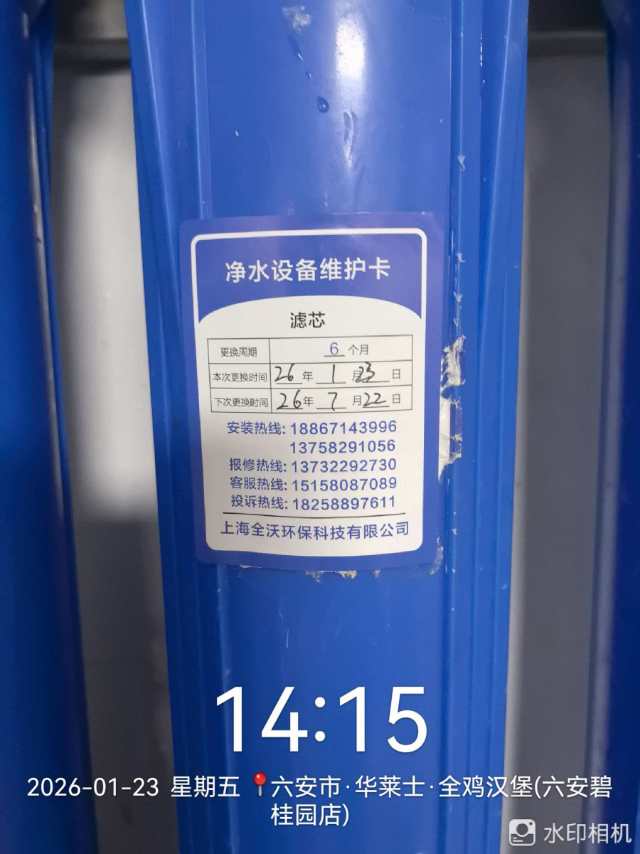 净水设备维护卡
滤芯
更换周期 6 个月
本次更换时间 26 年 1 月 23 日
下次更换时间 26 年 7 月 22 日
安装热线: 18867143996
13758291056
报修热线: 13732292730
客服热线: 15158087089
投诉热线: 18258897611
上海全沃环保科技有限公司
14:15
2026-01-23 星期五 六安市·华莱士·全鸡汉堡(六安碧
桂园店)
水印相机